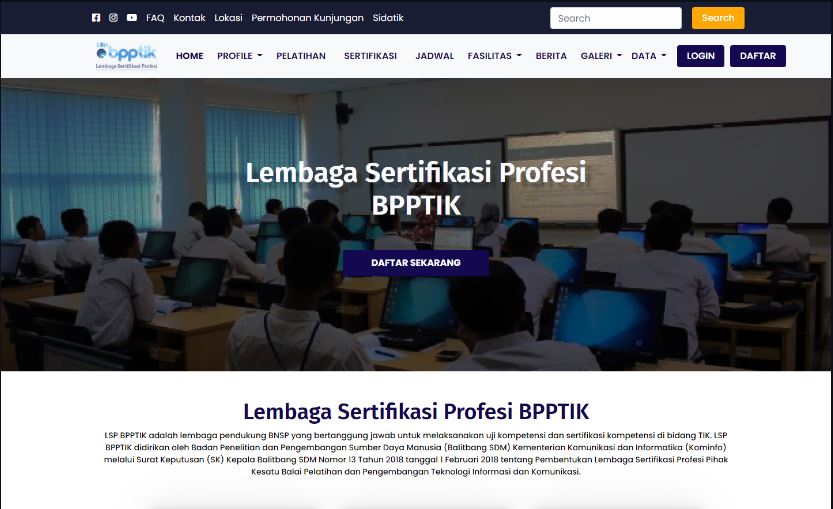 FAQ Kontak Lokasi Permohonan Kunjungan Sidatik Search Search
LSP bpptik
Lembaga Sertifikasi Profesi
HOME PROFILE PELATIHAN SERTIFIKASI JADWAL FASILITAS BERITA GALERI DATA LOGIN DAFTAR
Lembaga Sertifikasi Profesi
BPPTIK
DAFTAR SEKARANG
Lembaga Sertifikasi Profesi BPPTIK
LSP BPPTIK adalah lembaga pendukung BNSP yang bertanggung jawab untuk melaksanakan uji kompetensi dan sertifikasi kompetensi di bidang TIK. LSP
BPPTIK didirikan oleh Badan Penelitian dan Pengembangan Sumber Daya Manusia (Balitbang SDM) Kementerian Komunikasi dan Informatika (Kominfo)
melalui Surat Keputusan (SK) Kepala Balitbang SDM Nomor 13 Tahun 2018 tanggal 1 Februari 2018 tentang Pembentukan Lembaga Sertifikasi Profesi Pihak
Kesatu Balai Pelatihan dan Pengembangan Teknologi Informasi dan Komunikasi.